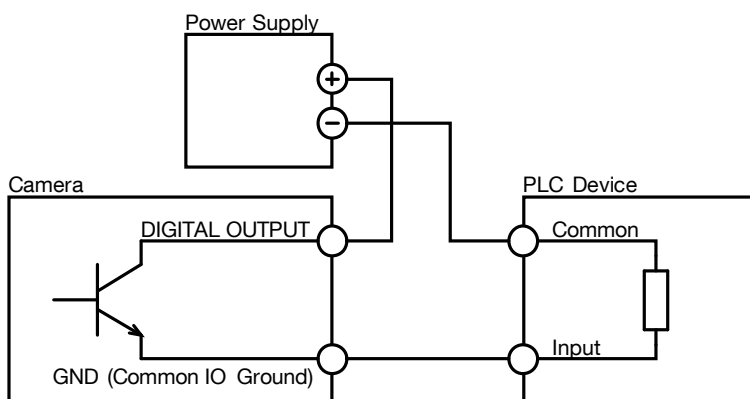 Power Supply
+
−
Camera
PLC Device
DIGITAL OUTPUT
Common
Input
GND (Common IO Ground)